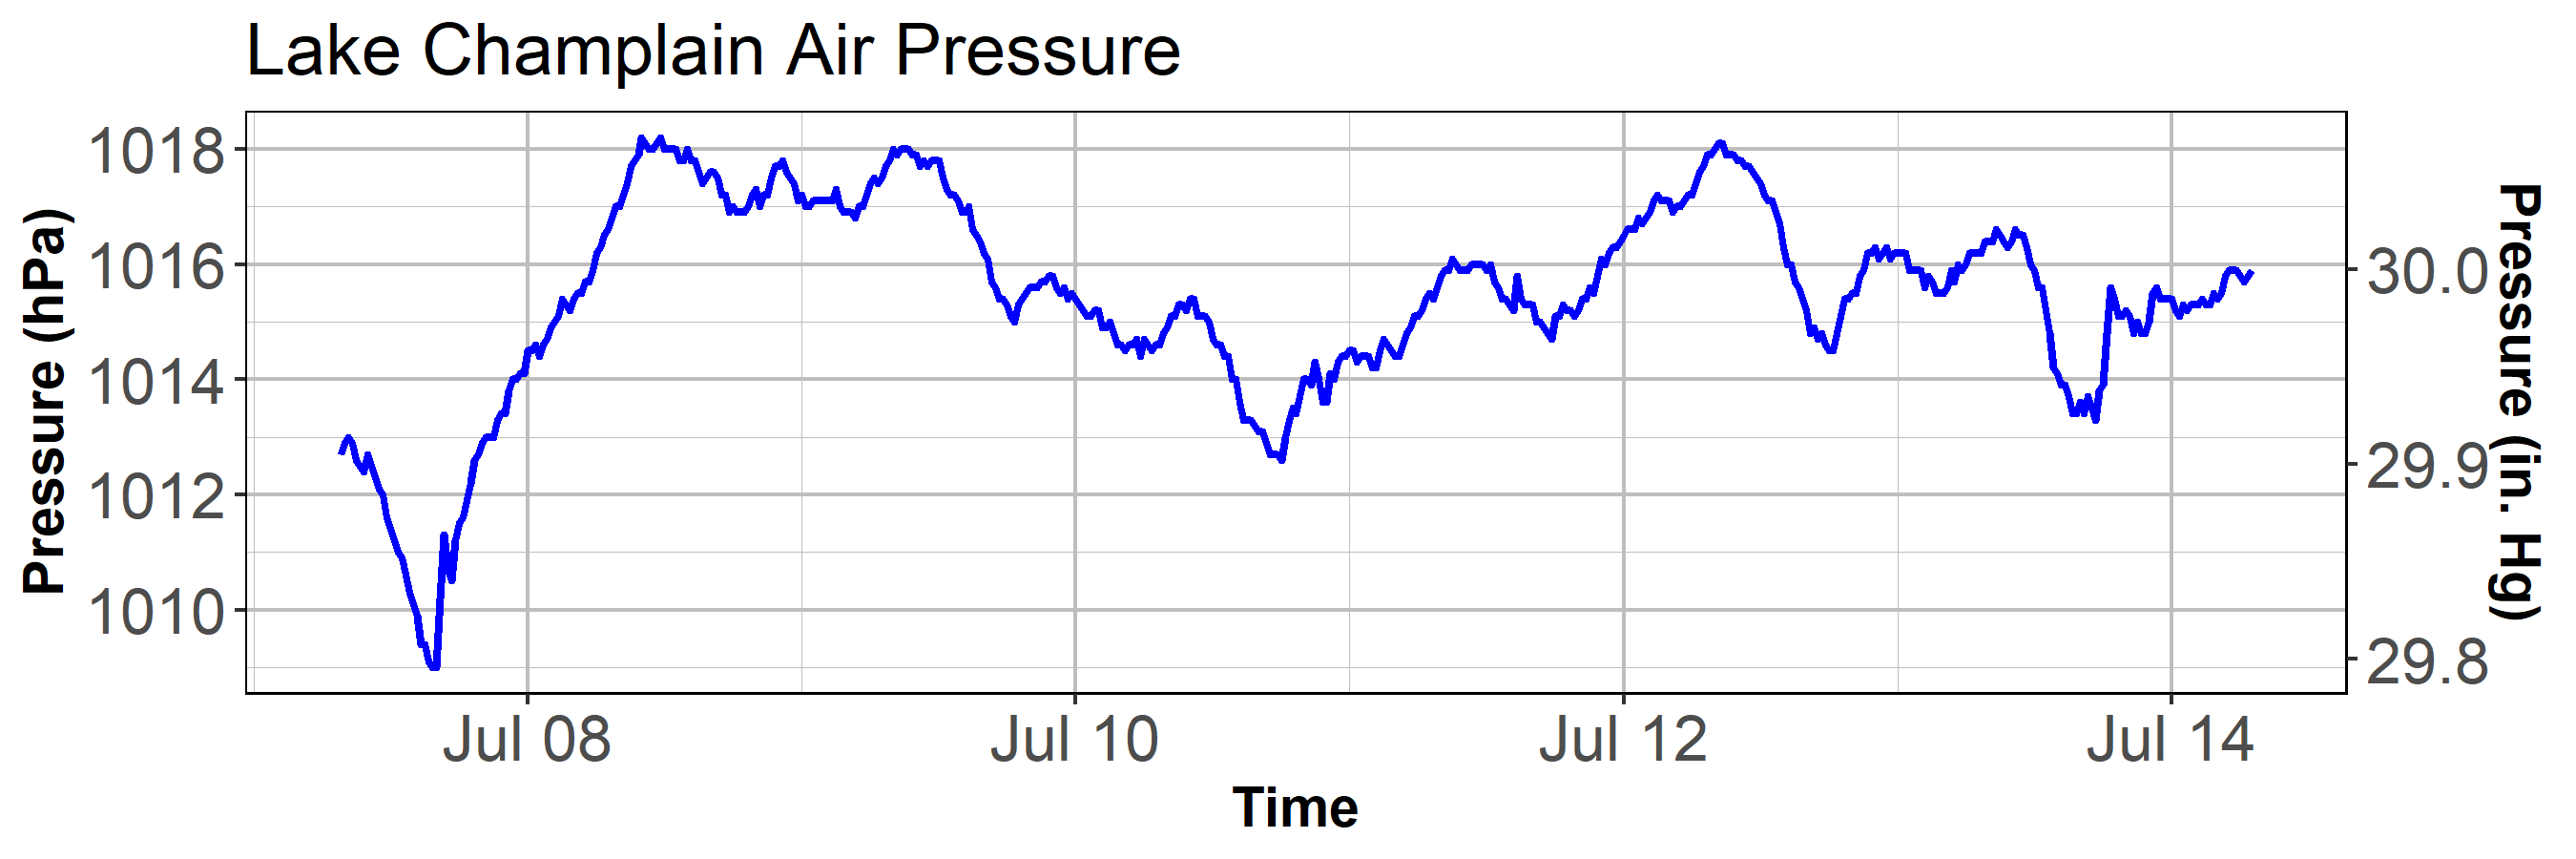 Lake Champlain Air Pressure
Pressure (hPa)
1018
1016
1014
1012
1010
30.0
29.9
29.8
Pressure (in. Hg)
Jul 08 Jul 10 Jul 12 Jul 14
Time